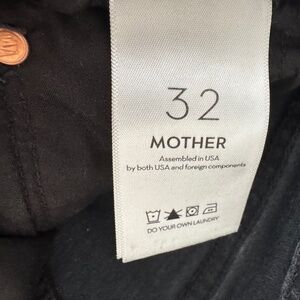 32
MOTHER
Assembled in USA
by both USA and foreign components
DO YOUR OWN LAUNDRY